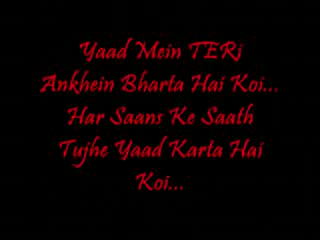 Yaad Mein TERi
Ankhein Bharta Hai Koi...
Har Saans Ke Saath
Tujhe Yaad Karta Hai
Koi...